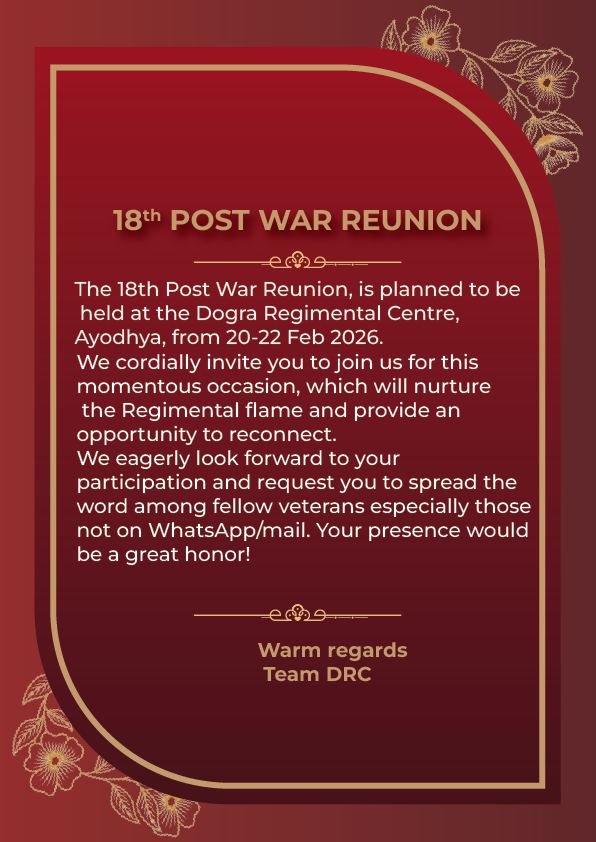 18th POST WAR REUNION
The 18th Post War Reunion, is planned to be
held at the Dogra Regimental Centre,
Ayodhya, from 20-22 Feb 2026.
We cordially invite you to join us for this
momentous occasion, which will nurture
the Regimental flame and provide an
opportunity to reconnect.
We eagerly look forward to your
participation and request you to spread the
word among fellow veterans especially those
not on WhatsApp/mail. Your presence would
be a great honor!
Warm regards
Team DRC